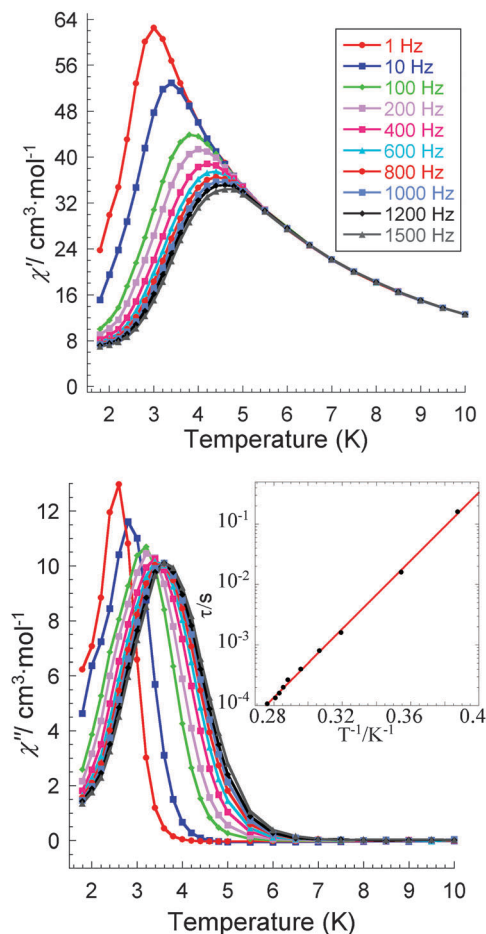 64
56
48
40
32
24
16
8
0
χ′/ cm³·mol⁻¹
1 Hz
10 Hz
100 Hz
200 Hz
400 Hz
600 Hz
800 Hz
1000 Hz
1200 Hz
1500 Hz
2 3 4 5 6 7 8 9 10
Temperature (K)
12
10
8
6
4
2
0
χ″/ cm³·mol⁻¹
10⁻¹
10⁻²
10⁻³
10⁻⁴
τ/s
0.28 0.32 0.36 0.4
T⁻¹/K⁻¹
2 3 4 5 6 7 8 9 10
Temperature (K)